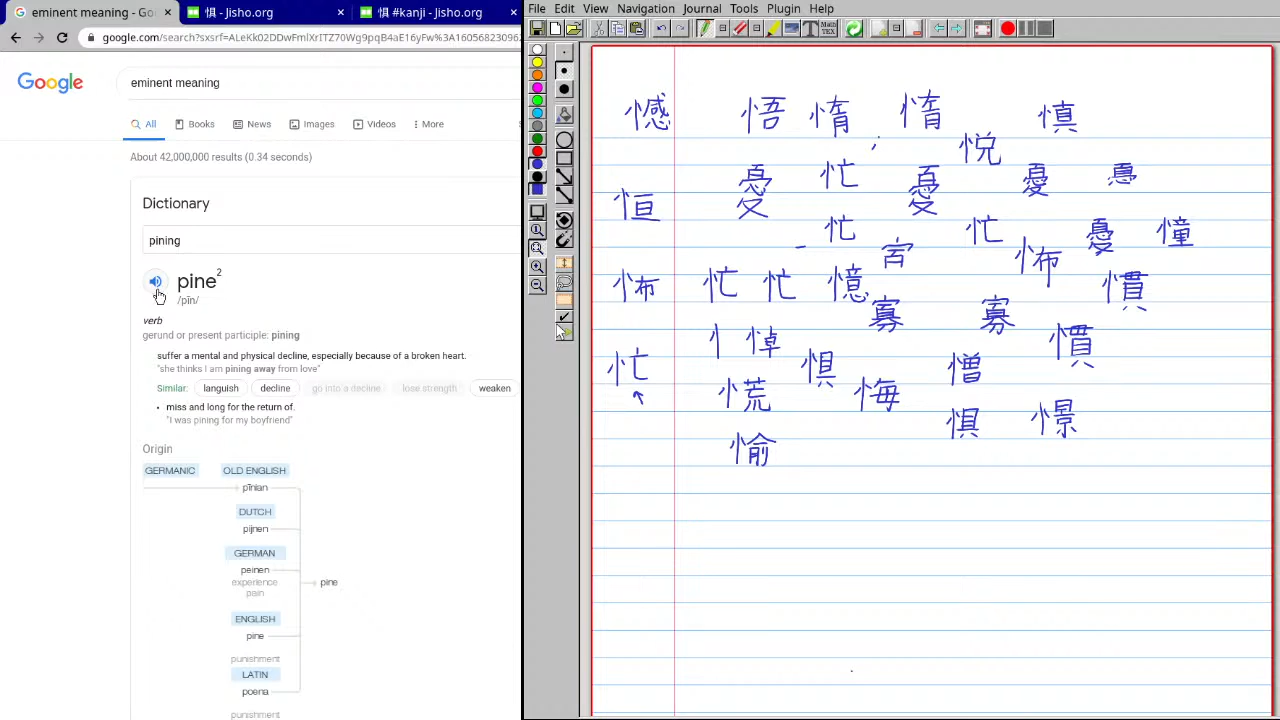 eminent meaning - Go
惧 - Jisho.org
惧 #kanji - Jisho.org
google.com/search?sxsrf=ALeKk02DDwFmMTTZ70Wg9pqB4aE16yFw%3A16056823096
Google
eminent meaning
All
Books
News
Images
Videos
More
About 42,000,000 results (0.34 seconds)
Dictionary
pining
pine2
/pīn/
verb
gerund or present participle: pining
suffer a mental and physical decline, especially because of a broken heart.
"she thinks I am pining away from love"
Similar: languish decline go into a decline lose strength weaken
• miss and long for the return of.
"I was pining for my boyfriend"
Origin
GERMANIC OLD ENGLISH
pīnian
DUTCH
pijnen
GERMAN
peinen
experience pain
pine
ENGLISH
pine
punishment
LATIN
poena
punishment
File Edit View Navigation Journal Tools Plugin Help
憾 悟 惰 惰 慎
悦
憂 忙 憂 憂
恒
忙 忙 憂 憧
怖
怖 忙 忙 憶 慣
寡 寡
悼 慣
忙 惧 憎
慌 悔
惧 憬
愉